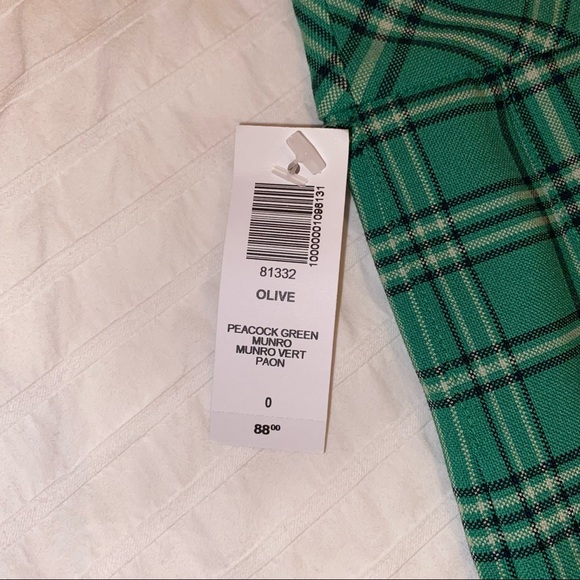 10000001098131
81332
OLIVE
PEACOCK GREEN
MUNRO
MUNRO VERT
PAON
0
88⁰⁰